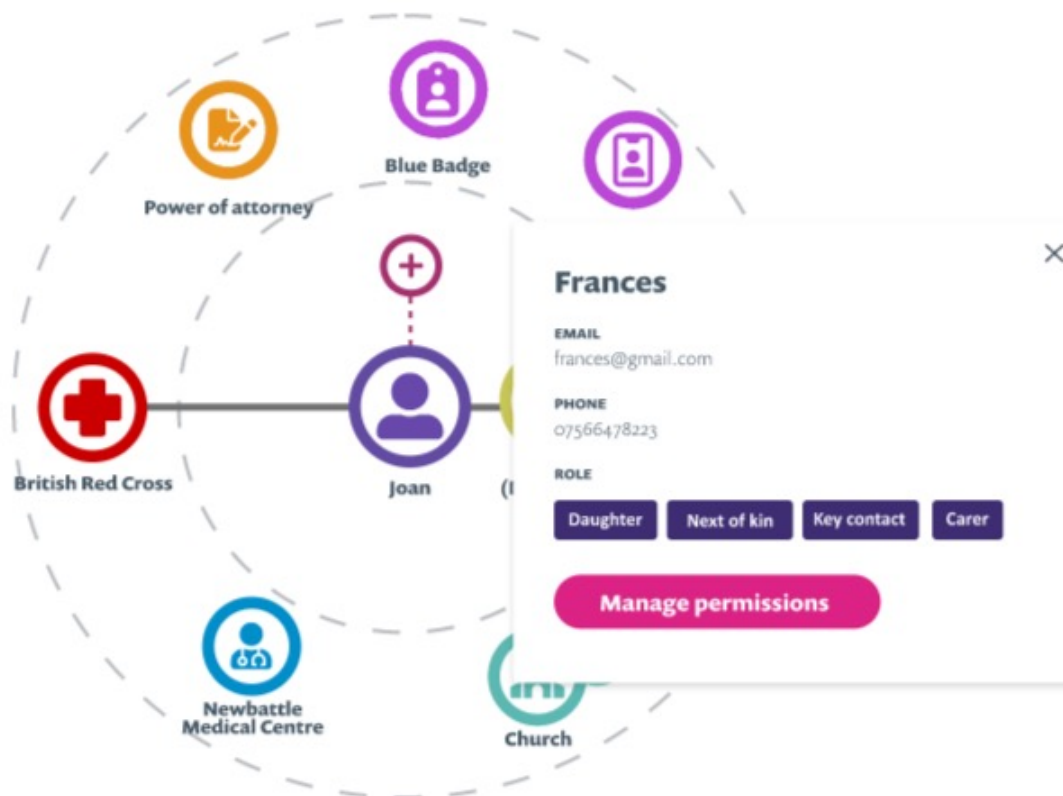 Blue Badge
Power of attorney
Frances
EMAIL
frances@gmail.com
PHONE
07566478223
British Red Cross
Joan
ROLE
Daughter
Next of kin
Key contact
Carer
Manage permissions
Newbattle
Medical Centre
Church